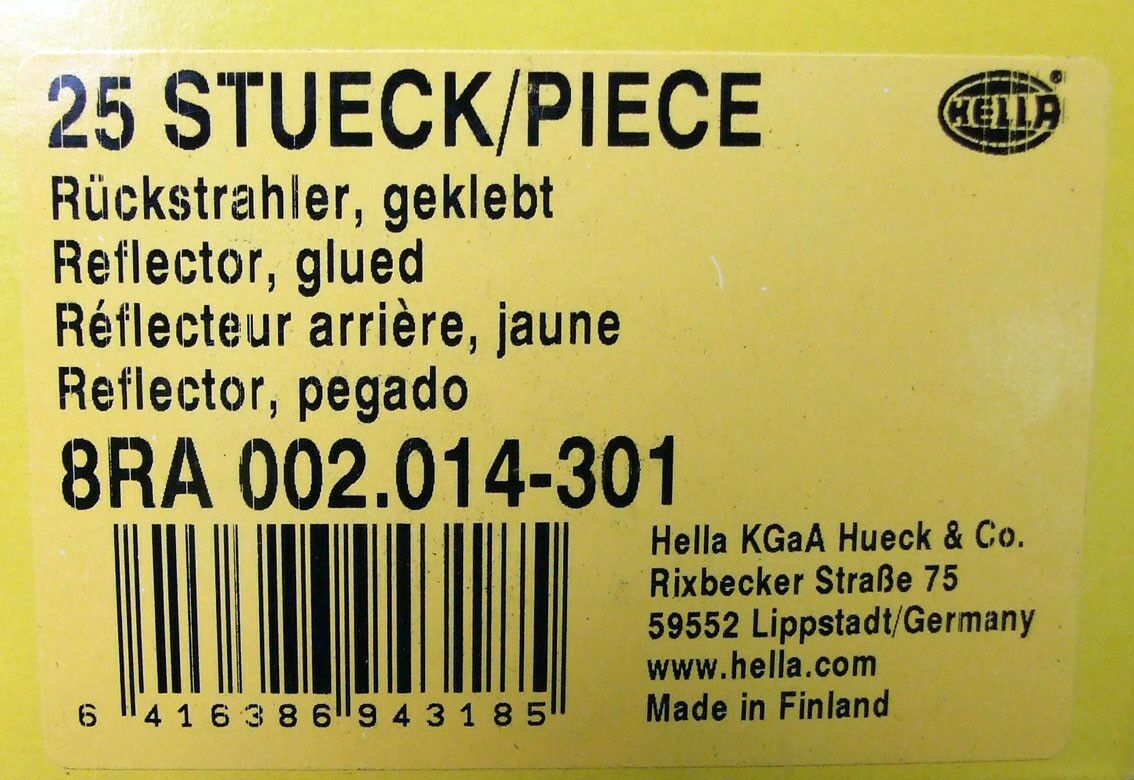 25 STUECK/PIECE
HELLA®
Rückstrahler, geklebt
Reflector, glued
Réflecteur arrière, jaune
Reflector, pegado
8RA 002.014-301
6 416386 943185
Hella KGaA Hueck & Co.
Rixbecker Straße 75
59552 Lippstadt/Germany
www.hella.com
Made in Finland